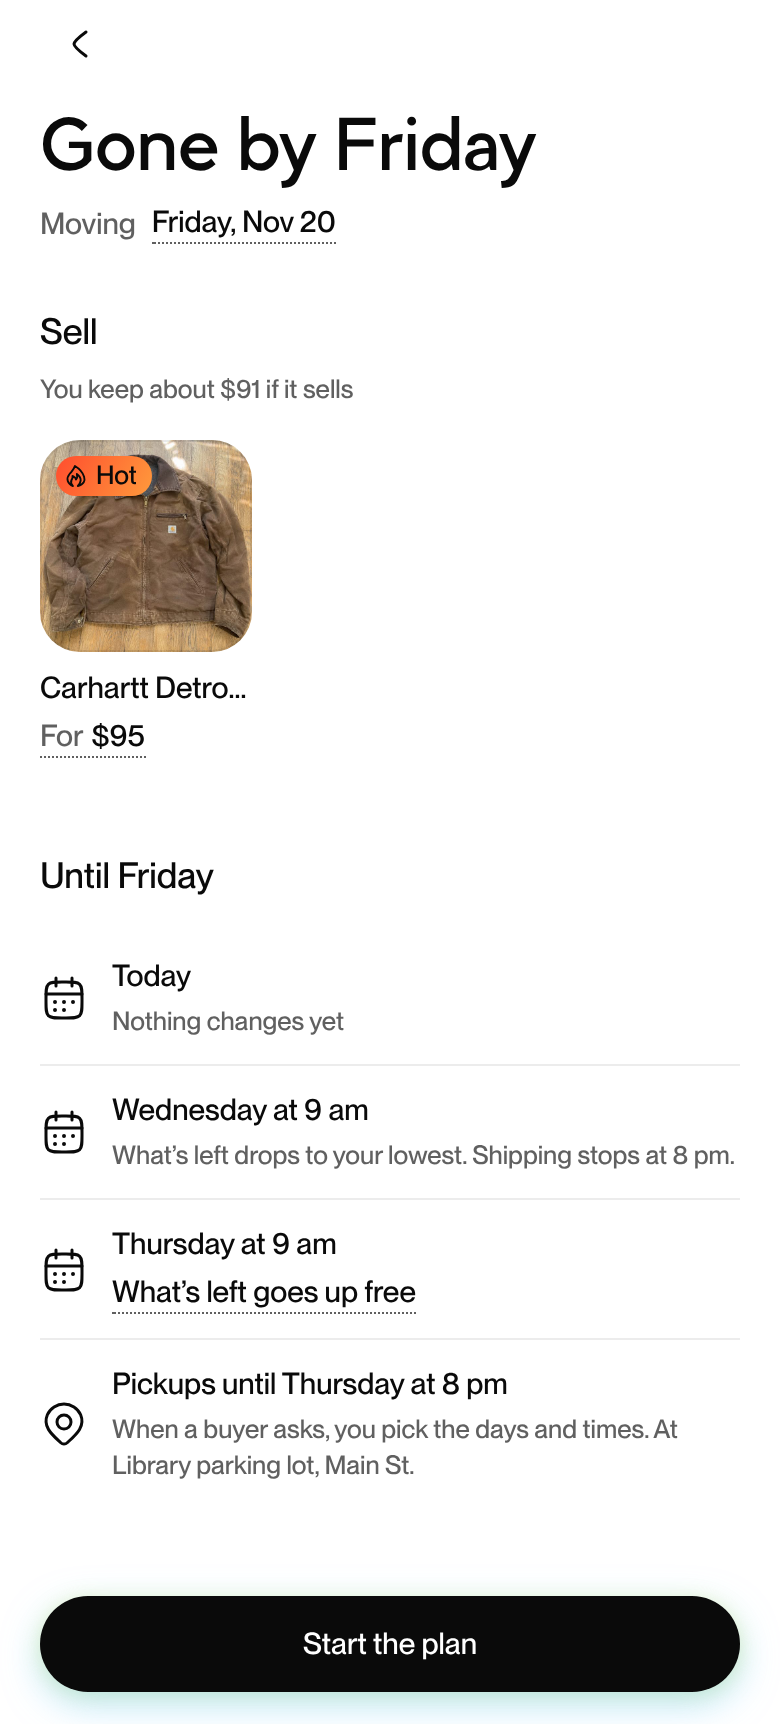 Gone by Friday
Moving Friday, Nov 20
Sell
You keep about $91 if it sells
Hot
Carhartt Detro...
For $95
Until Friday
Today
Nothing changes yet
Wednesday at 9 am
What’s left drops to your lowest. Shipping stops at 8 pm.
Thursday at 9 am
What’s left goes up free
Pickups until Thursday at 8 pm
When a buyer asks, you pick the days and times. At
Library parking lot, Main St.
Start the plan